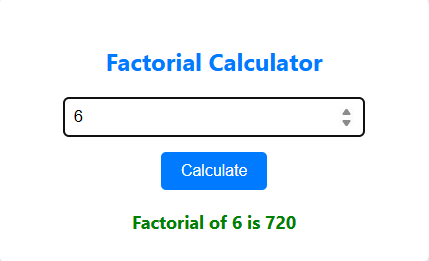 Factorial Calculator
6
Calculate
Factorial of 6 is 720